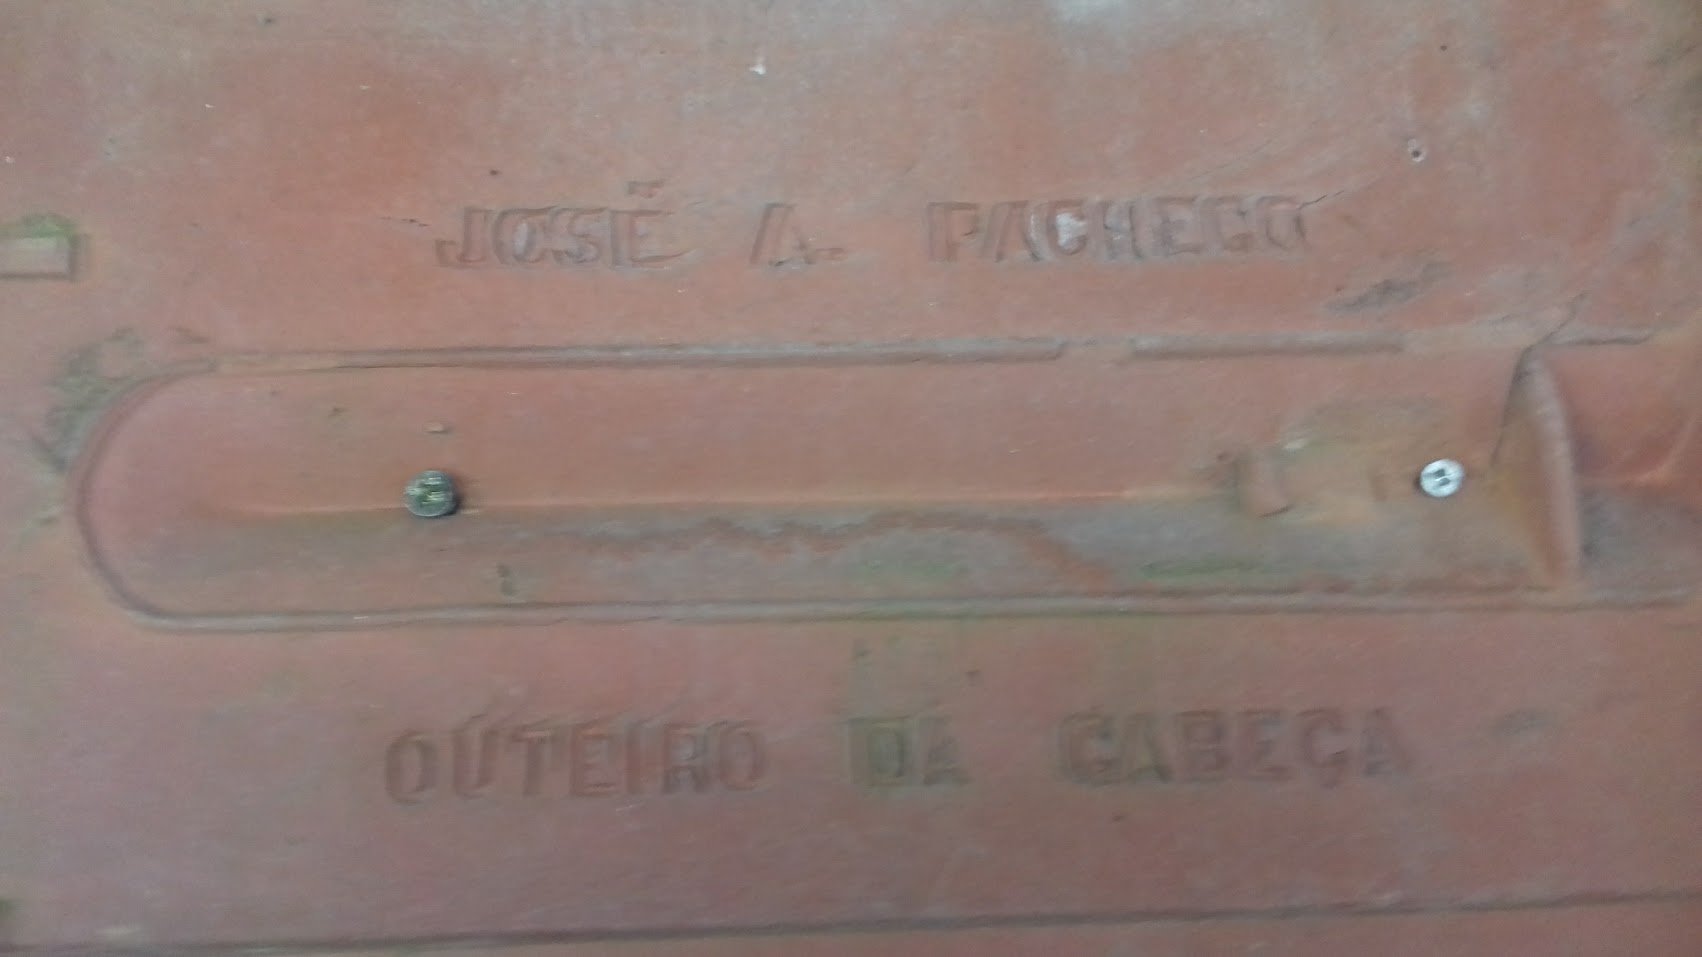 JOSÉ A. PACHECO
OUTEIRO DA CABEÇA